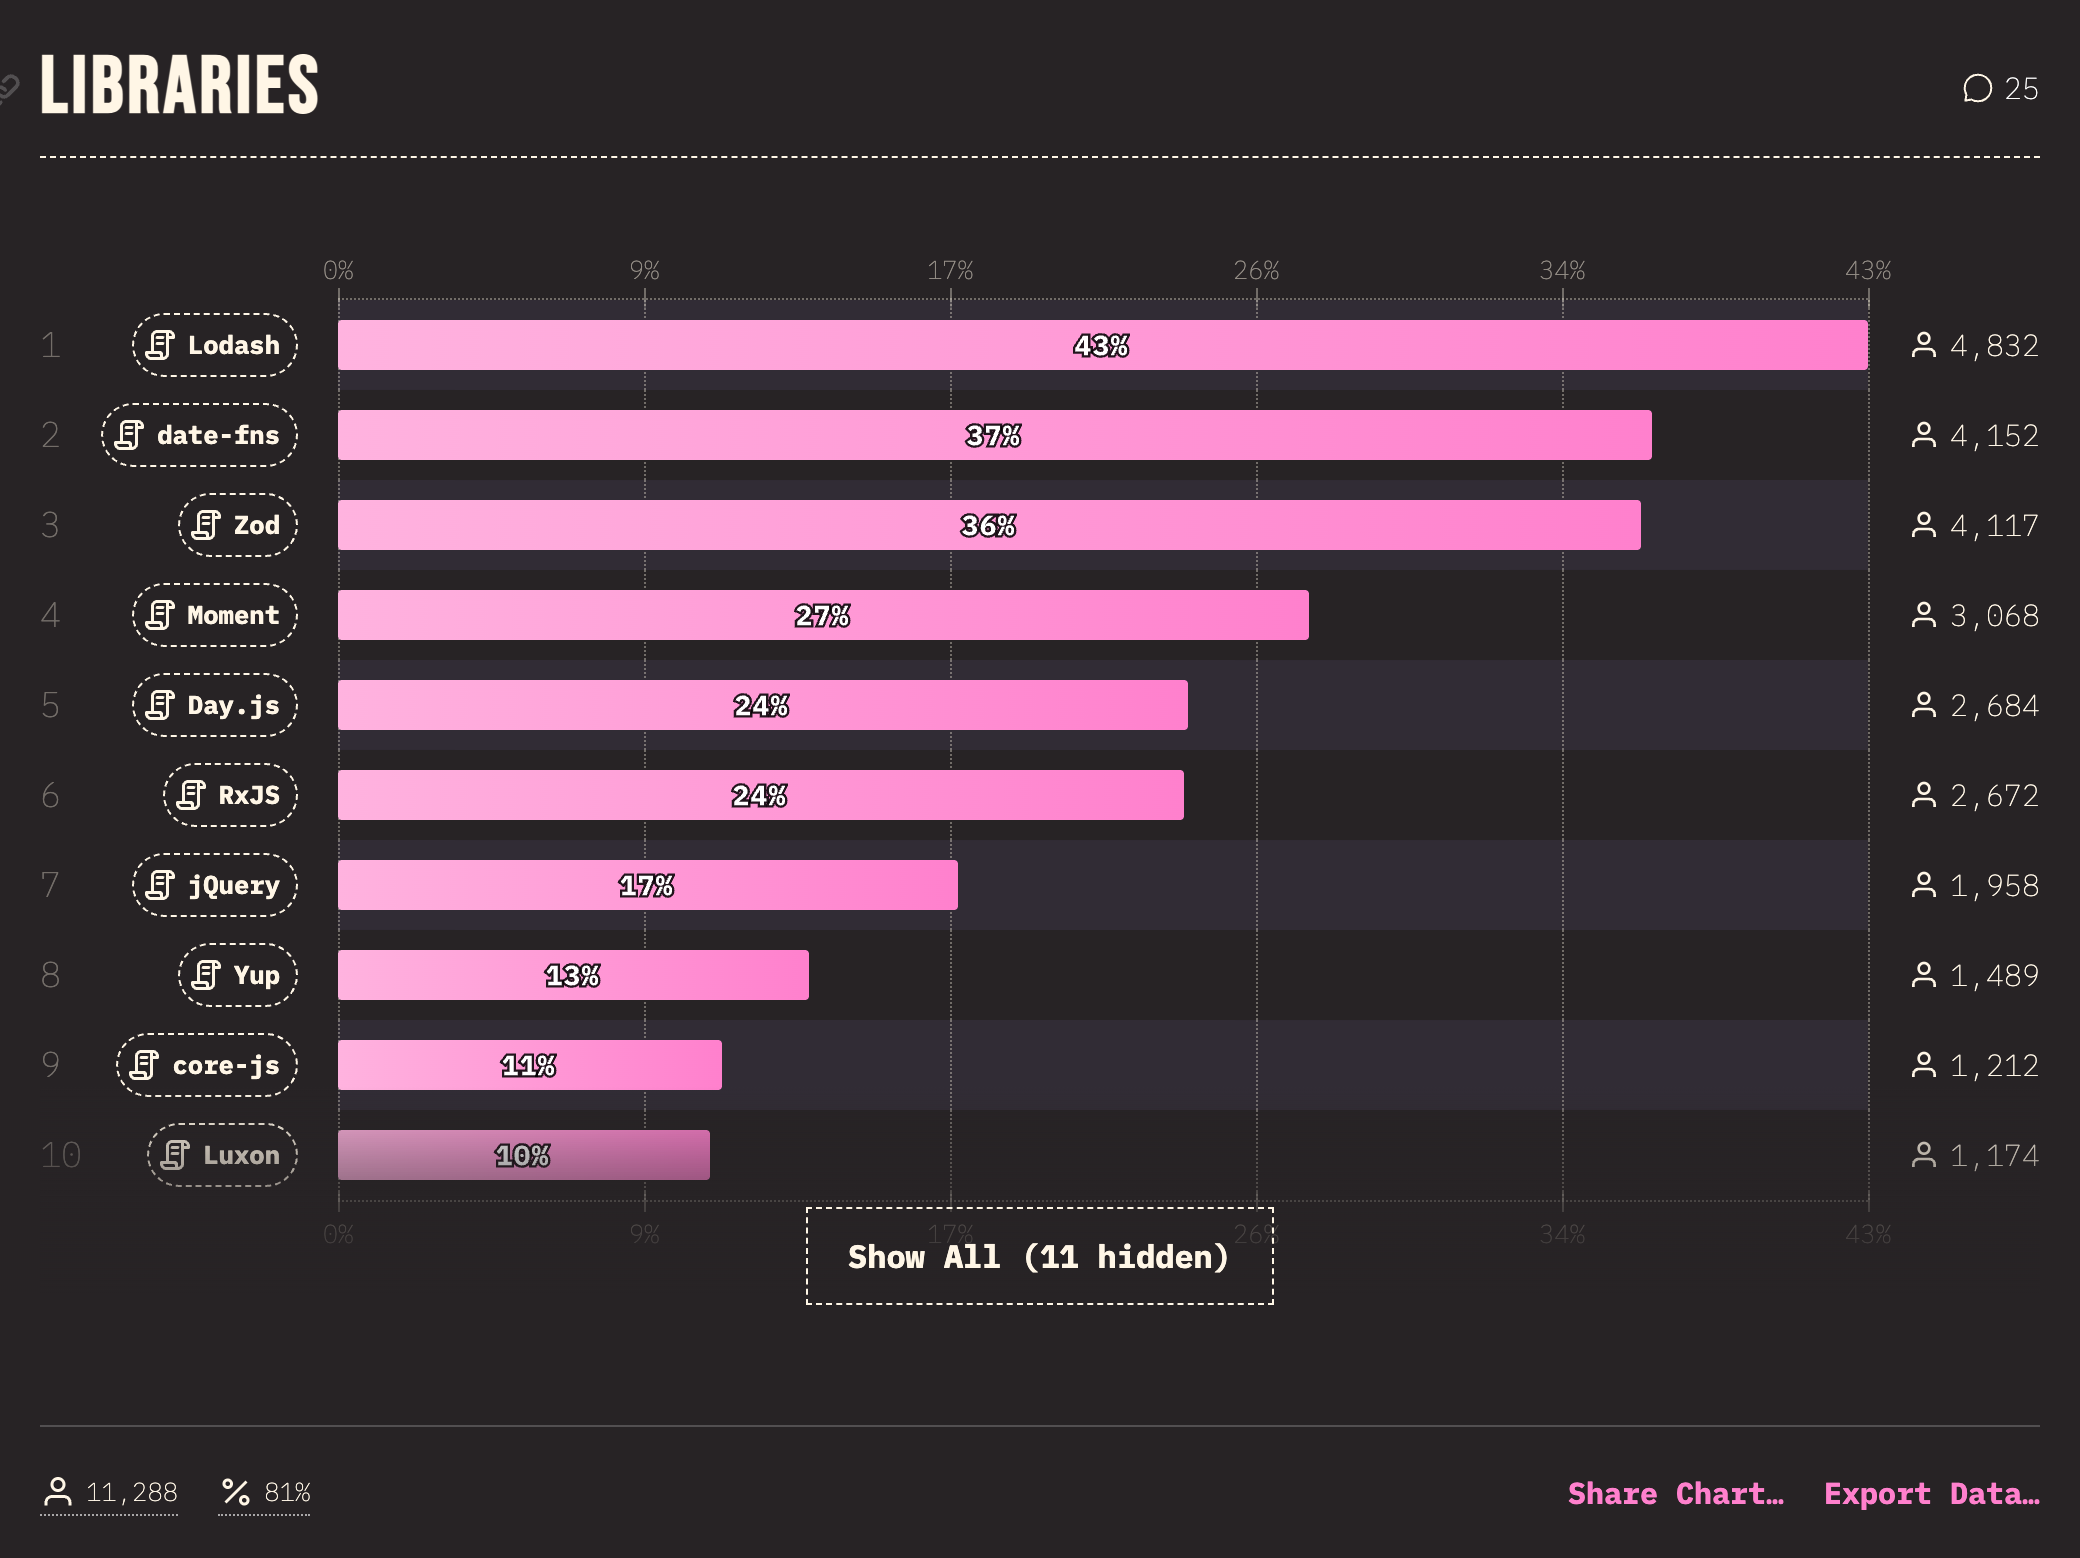 LIBRARIES
25
0% 9% 17% 26% 34% 43%
1 Lodash 43% 4,832
2 date-fns 37% 4,152
3 Zod 36% 4,117
4 Moment 27% 3,068
5 Day.js 24% 2,684
6 RxJS 24% 2,672
7 jQuery 17% 1,958
8 Yup 13% 1,489
9 core-js 11% 1,212
10 Luxon 10% 1,174
0% 9% 17% 26% 34% 43%
Show All (11 hidden)
11,288 % 81% Share Chart… Export Data…